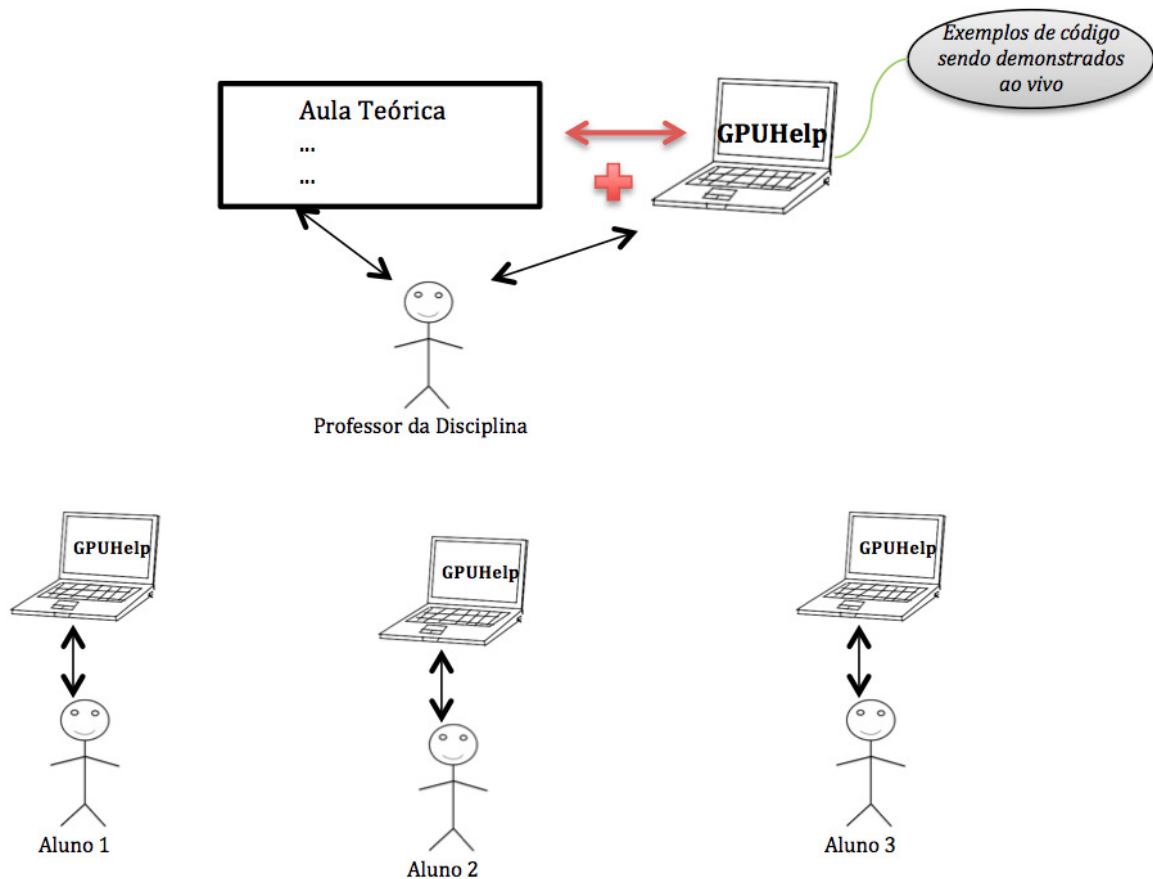 Exemplos de código
sendo demonstrados
ao vivo
Aula Teórica
...
...
GPUHelp
Professor da Disciplina
GPUHelp
GPUHelp
GPUHelp
Aluno 1
Aluno 2
Aluno 3